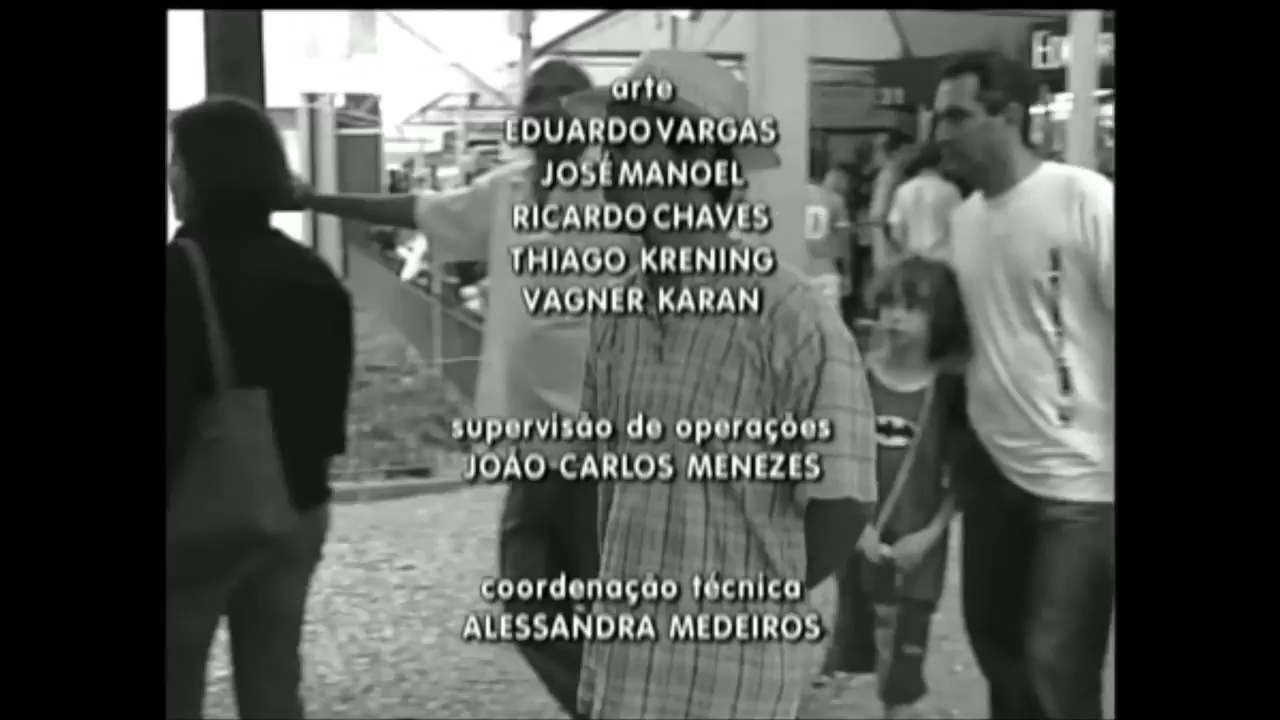 arte
EDUARDO VARGAS
JOSÉ MANOEL
RICARDO CHAVES
THIAGO KRENING
VAGNER KARAN
supervisão de operações
JOÃO CARLOS MENEZES
coordenação técnica
ALESSANDRA MEDEIROS